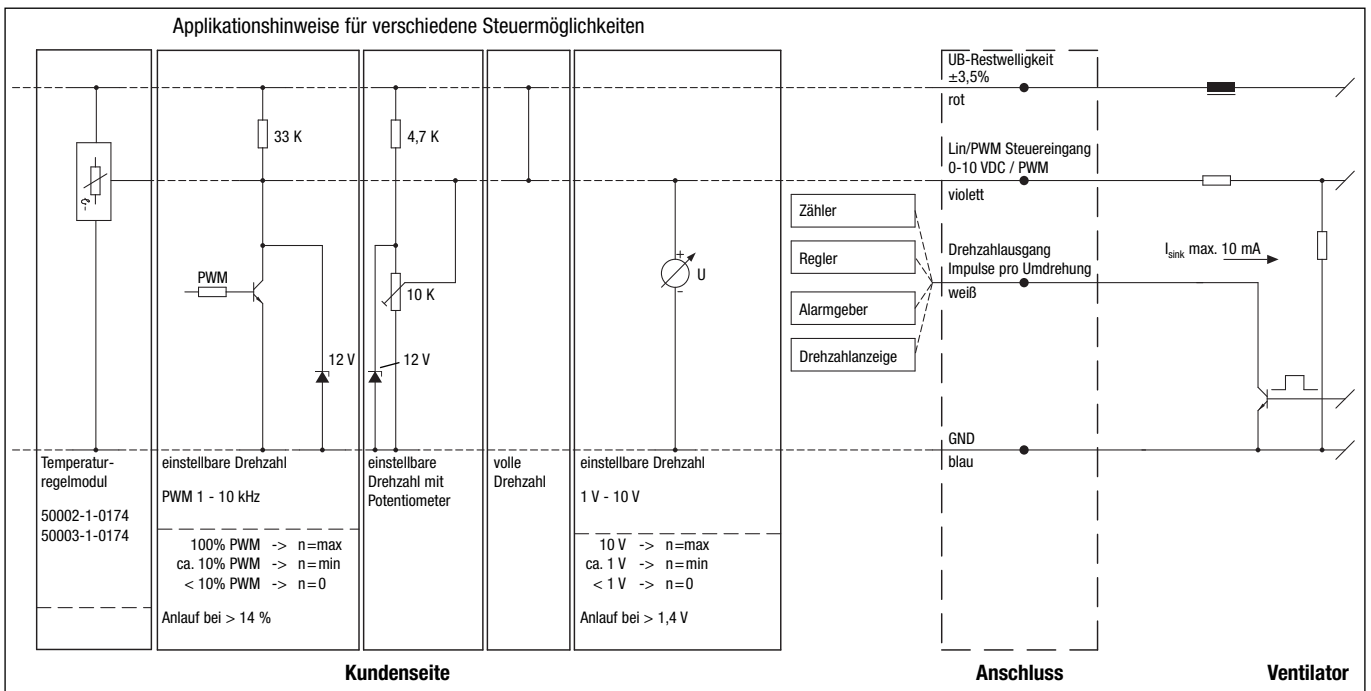 Applikationshinweise für verschiedene Steuermöglichkeiten
33 K
PWM
12 V
4,7 K
10 K
12 V
+
U
–
Zähler
Regler
Alarmgeber
Drehzahlanzeige
UB-Restwelligkeit
±3,5%
rot
Lin/PWM Steuereingang
0-10 VDC / PWM
violett
Drehzahlausgang
Impulse pro Umdrehung
weiß
GND
blau
Isink max. 10 mA
Temperatur-
regelmodul
50002-1-0174
50003-1-0174
einstellbare Drehzahl
PWM 1 - 10 kHz
100% PWM -> n=max
ca. 10% PWM -> n=min
< 10% PWM -> n=0
Anlauf bei > 14 %
einstellbare
Drehzahl mit
Potentiometer
volle
Drehzahl
einstellbare Drehzahl
1 V - 10 V
10 V -> n=max
ca. 1 V -> n=min
< 1 V -> n=0
Anlauf bei > 1,4 V
Kundenseite
Anschluss
Ventilator